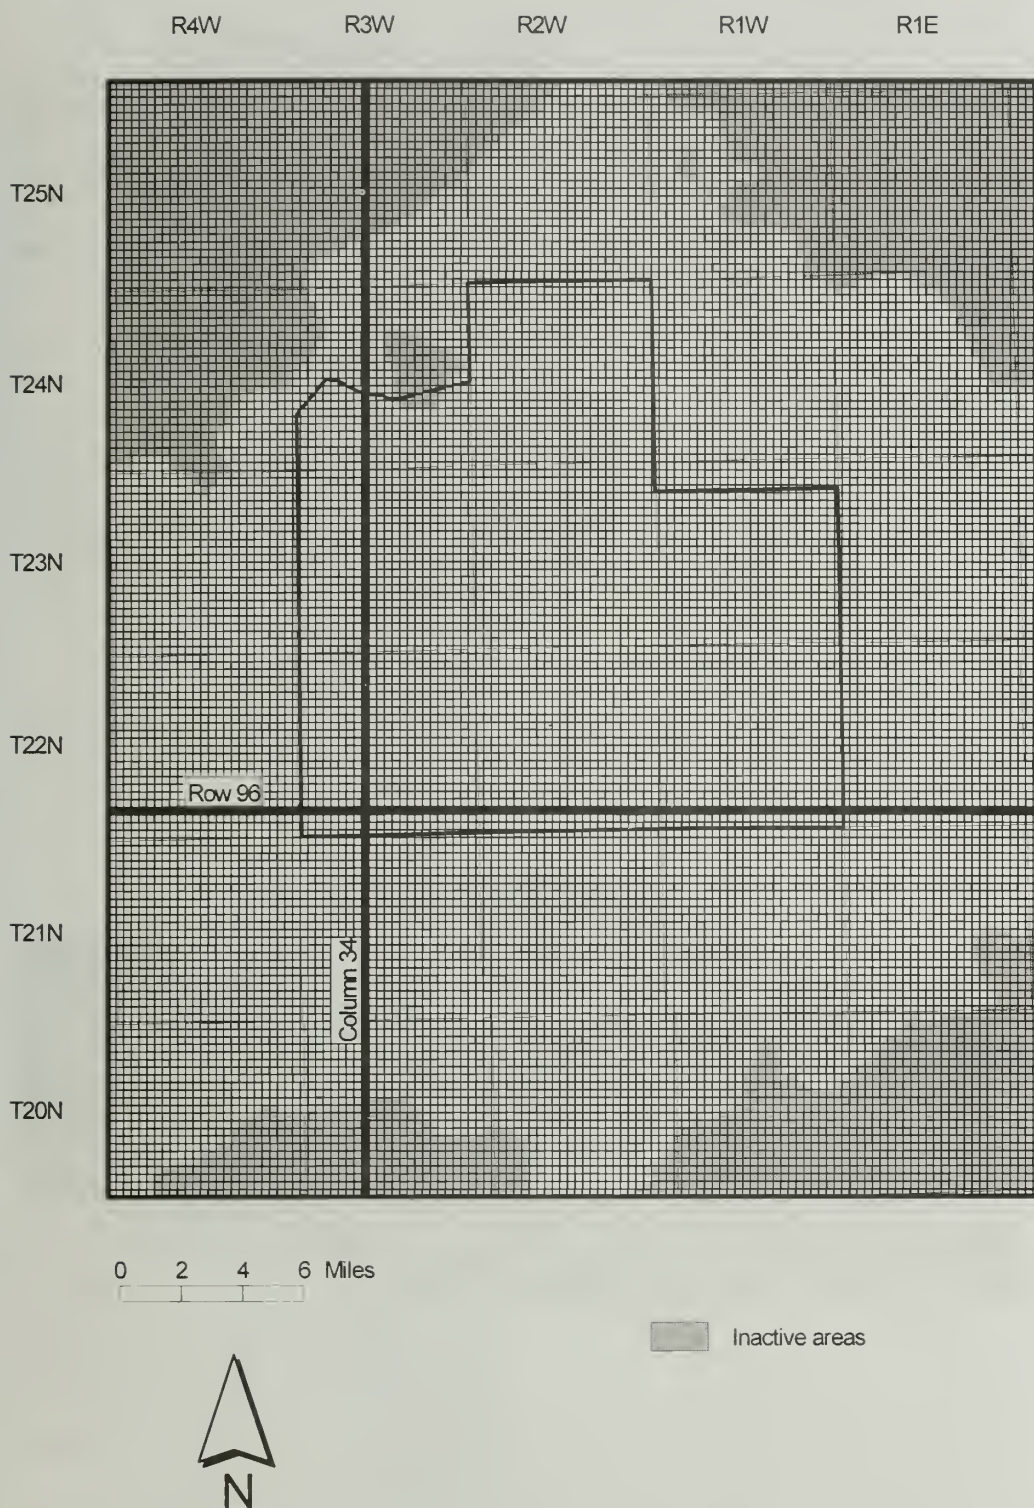 R4W R3W R2W R1W R1E
T25N
T24N
T23N
T22N
Row 96
T21N
Column 34
T20N
0 2 4 6 Miles
Inactive areas
N